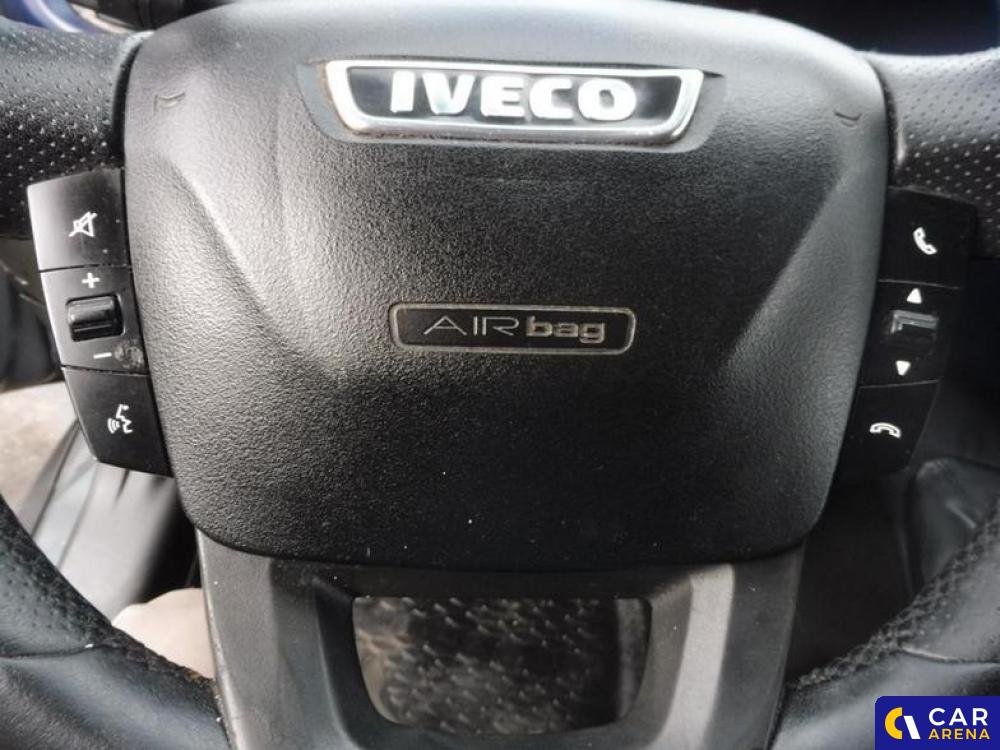 IVECO
AIRbag
+
-
CAR
ARENA